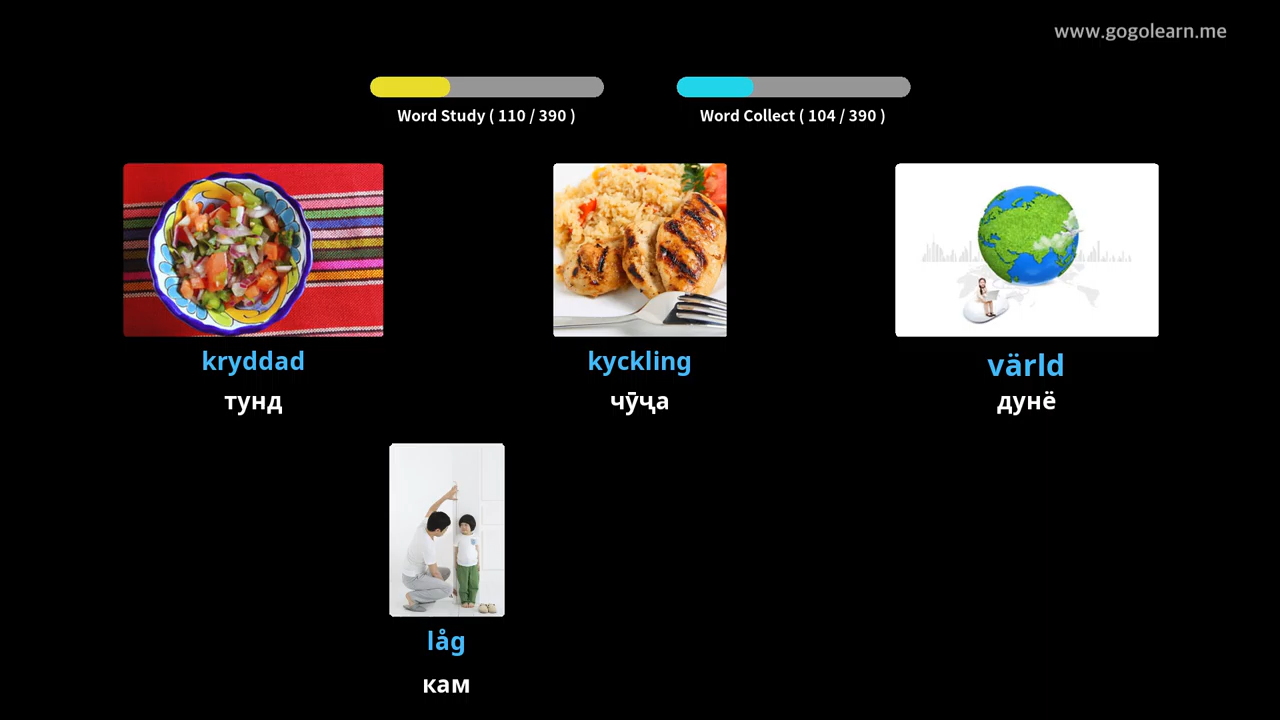 www.gogolearn.me
Word Study ( 110 / 390 )
Word Collect ( 104 / 390 )
kryddad
kyckling
värld
тунд
чӯҷа
дунё
låg
кам